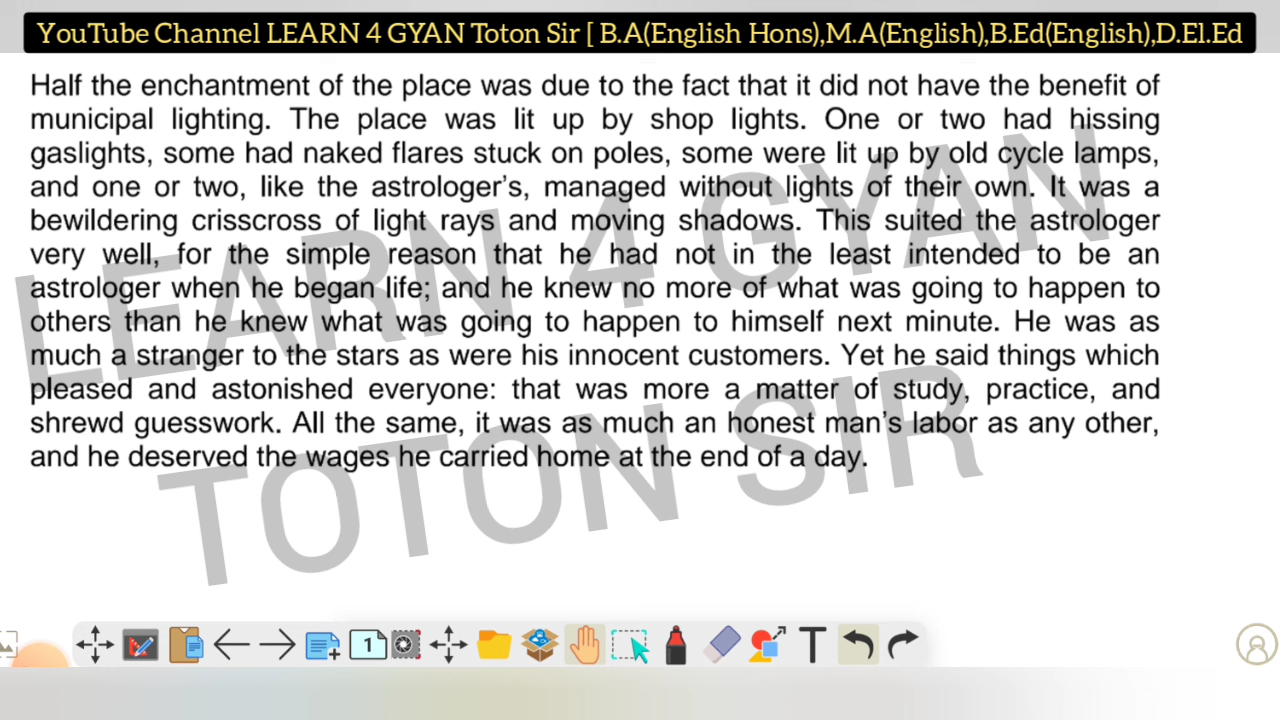 YouTube Channel LEARN 4 GYAN Toton Sir [ B.A(English Hons),M.A(English),B.Ed(English),D.El.Ed
Half the enchantment of the place was due to the fact that it did not have the benefit of
municipal lighting. The place was lit up by shop lights. One or two had hissing
gaslights, some had naked flares stuck on poles, some were lit up by old cycle lamps,
and one or two, like the astrologer's, managed without lights of their own. It was a
bewildering crisscross of light rays and moving shadows. This suited the astrologer
very well, for the simple reason that he had not in the least intended to be an
astrologer when he began life; and he knew no more of what was going to happen to
others than he knew what was going to happen to himself next minute. He was as
much a stranger to the stars as were his innocent customers. Yet he said things which
pleased and astonished everyone: that was more a matter of study, practice, and
shrewd guesswork. All the same, it was as much an honest man's labor as any other,
and he deserved the wages he carried home at the end of a day.
LEARN 4 GYAN
TOTON SIR
1
T